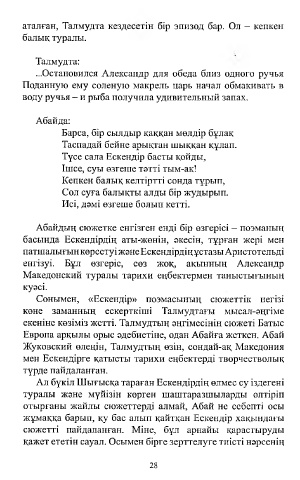 аталған, Талмудта кездесетін бір эпизод бар. Ол – кепкен
балық туралы.
Талмудта:
..Остановился Александр для обеда близ одного ручья
Поданную ему соленую макрель царь начал обмакивать в
воду ручья – и рыба получила удивительный запах.
Абайда:
Барса, бір сылдыр қаққан мөлдір бұлақ
Таспадай бейне арықтан шыққан құлап.
Түсе сала Ескендір басты қойды,
Ішсе, суы өзгеше тәтті тым-ақ!
Кепкен балық келтіртті сонда тұрып,
Сол суға балықты алды бір жудырып.
Исі, дәмі өзгеше болып кетті.
Абайдың сюжетке енгізген енді бір өзгерісі – поэманың
басында Ескендірдің аты-жөнін, әкесін, тұрған жері мен
патшалығын көрсетуі және Ескендірдің ұстазы Аристотельді
енгізуі. Бұл өзгеріс, сөз жоқ, ақынның Александр
Македонский туралы тарихи еңбектермен таныстығының
куәсі.
Сонымен, «Ескендір» поэмасының сюжеттік негізі
көне заманның ескерткіші Талмудтағы мысал-әңгіме
екеніне көзіміз жетті. Талмудтың әңгімесінің сюжеті Батыс
Европа арқылы орыс әдебиетіне, одан Абайға жеткен. Абай
Жуковский өлеңін, Талмудтың өзін, сондай-ақ Македония
мен Ескендірге қатысты тарихи еңбектерді творчестволық
түрде пайдаланған.
Ал бүкіл Шығысқа тараған Ескендірдің өлмес су іздегені
туралы және мүйізін көрген шаштараздыларды өлтіріп
отырғаны жайлы сюжеттерді алмай, Абай не себепті осы
жұмаққа барып, қу бас алып қайтқан Ескендір хақындағы
сюжетті пайдаланған. Міне, бұл арнайы қарастыруды
қажет ететін сауал. Осымен бірге зерттелуге тиісті нәрсенің
28